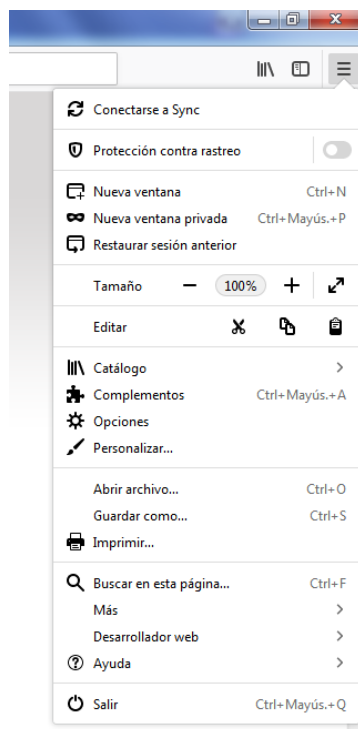 Conectarse a Sync
Protección contra rastreo
Nueva ventana Ctrl+N
Nueva ventana privada Ctrl+Mayús.+P
Restaurar sesión anterior
Tamaño 100%
Editar
Catálogo
Complementos Ctrl+Mayús.+A
Opciones
Personalizar...
Abrir archivo... Ctrl+O
Guardar como... Ctrl+S
Imprimir...
Buscar en esta página... Ctrl+F
Más
Desarrollador web
Ayuda
Salir Ctrl+Mayús.+Q